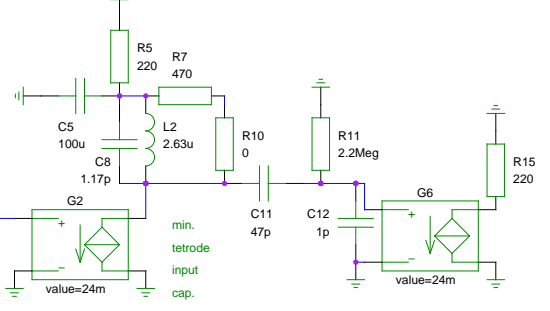 R5
220
R7
470
C5
100u
C8
1.17p
L2
2.63u
R10
0
R11
2.2Meg
R15
220
G2
+
−
value=24m
min.
tetrode
input
cap.
C11
47p
C12
1p
G6
+
−
value=24m